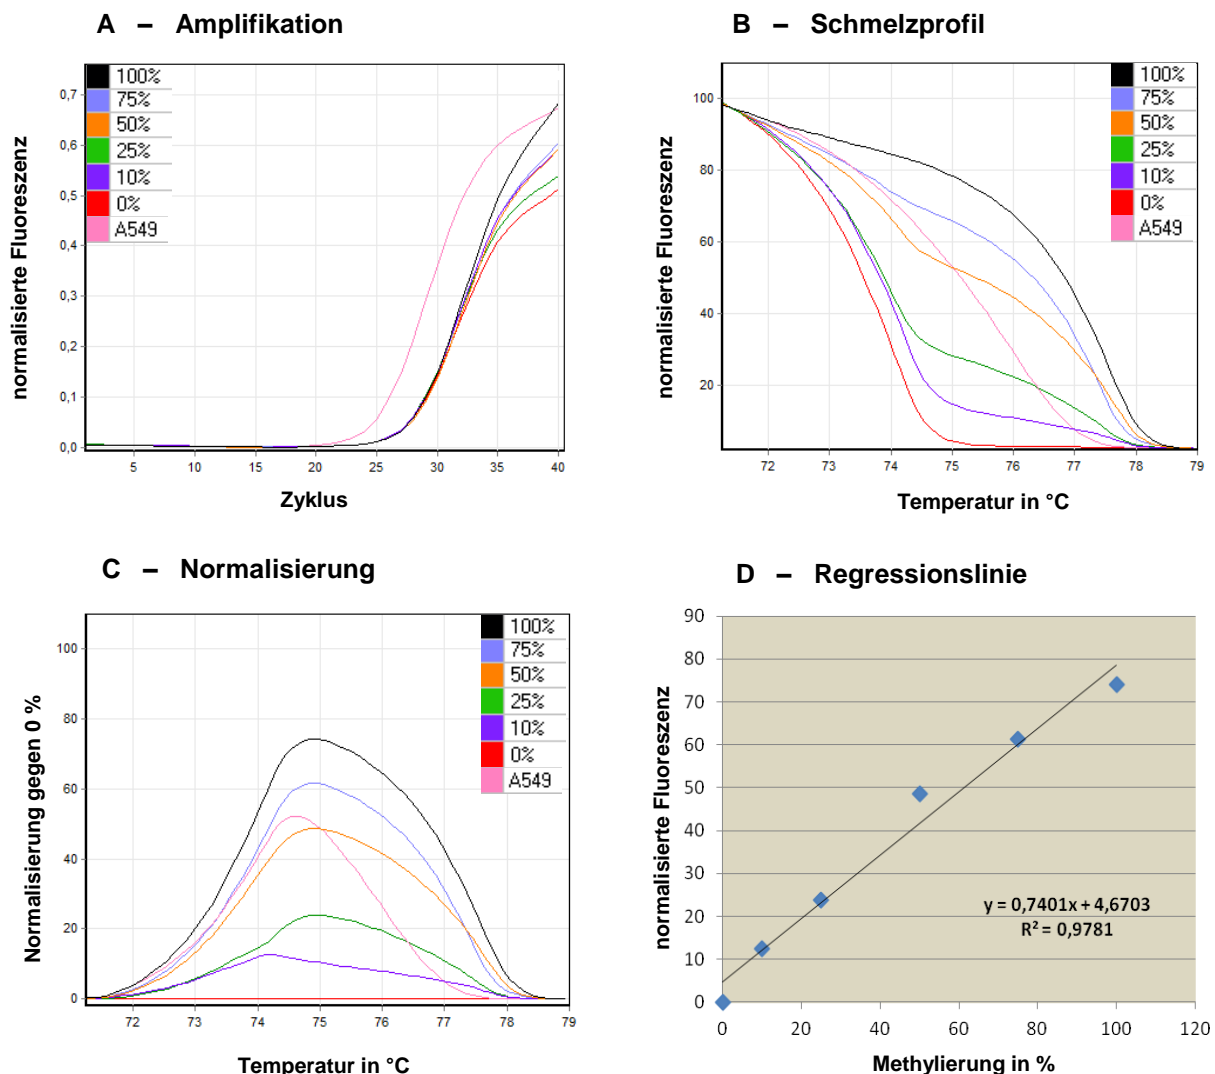 A – Amplifikation
normalisierte Fluoreszenz
100%
75%
50%
25%
10%
0%
A549
0,7
0,6
0,5
0,4
0,3
0,2
0,1
0,0
5 10 15 20 25 30 35 40
Zyklus
B – Schmelzprofil
normalisierte Fluoreszenz
100
80
60
40
20
100%
75%
50%
25%
10%
0%
A549
72 73 74 75 76 77 78 79
Temperatur in °C
C – Normalisierung
Normalisierung gegen 0 %
100
80
60
40
20
0
100%
75%
50%
25%
10%
0%
A549
72 73 74 75 76 77 78 79
Temperatur in °C
D – Regressionslinie
normalisierte Fluoreszenz
90
80
70
60
50
40
30
20
10
0
y = 0,7401x + 4,6703
R² = 0,9781
0 20 40 60 80 100 120
Methylierung in %